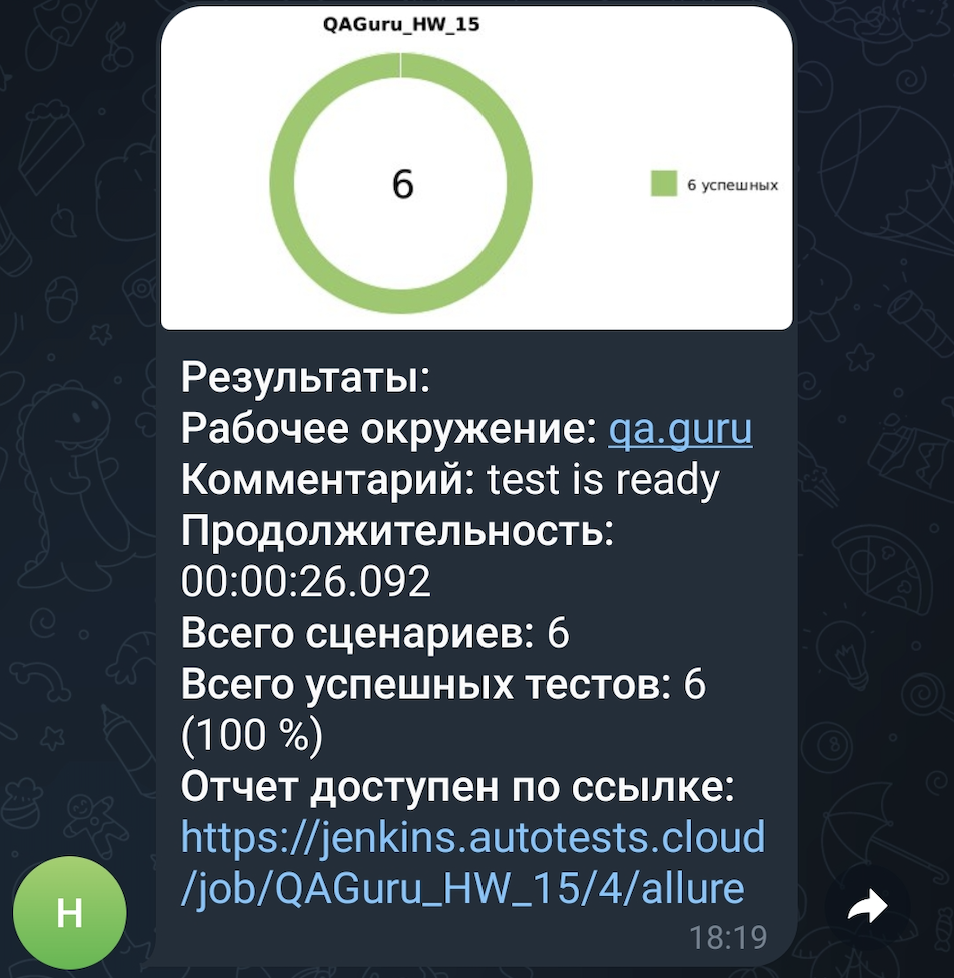 QAGuru_HW_15
6
6 успешных
Результаты:
Рабочее окружение: qa.guru
Комментарий: test is ready
Продолжительность:
00:00:26.092
Всего сценариев: 6
Всего успешных тестов: 6
(100 %)
Отчет доступен по ссылке:
https://jenkins.autotests.cloud
/job/QAGuru_HW_15/4/allure
18:19
Н